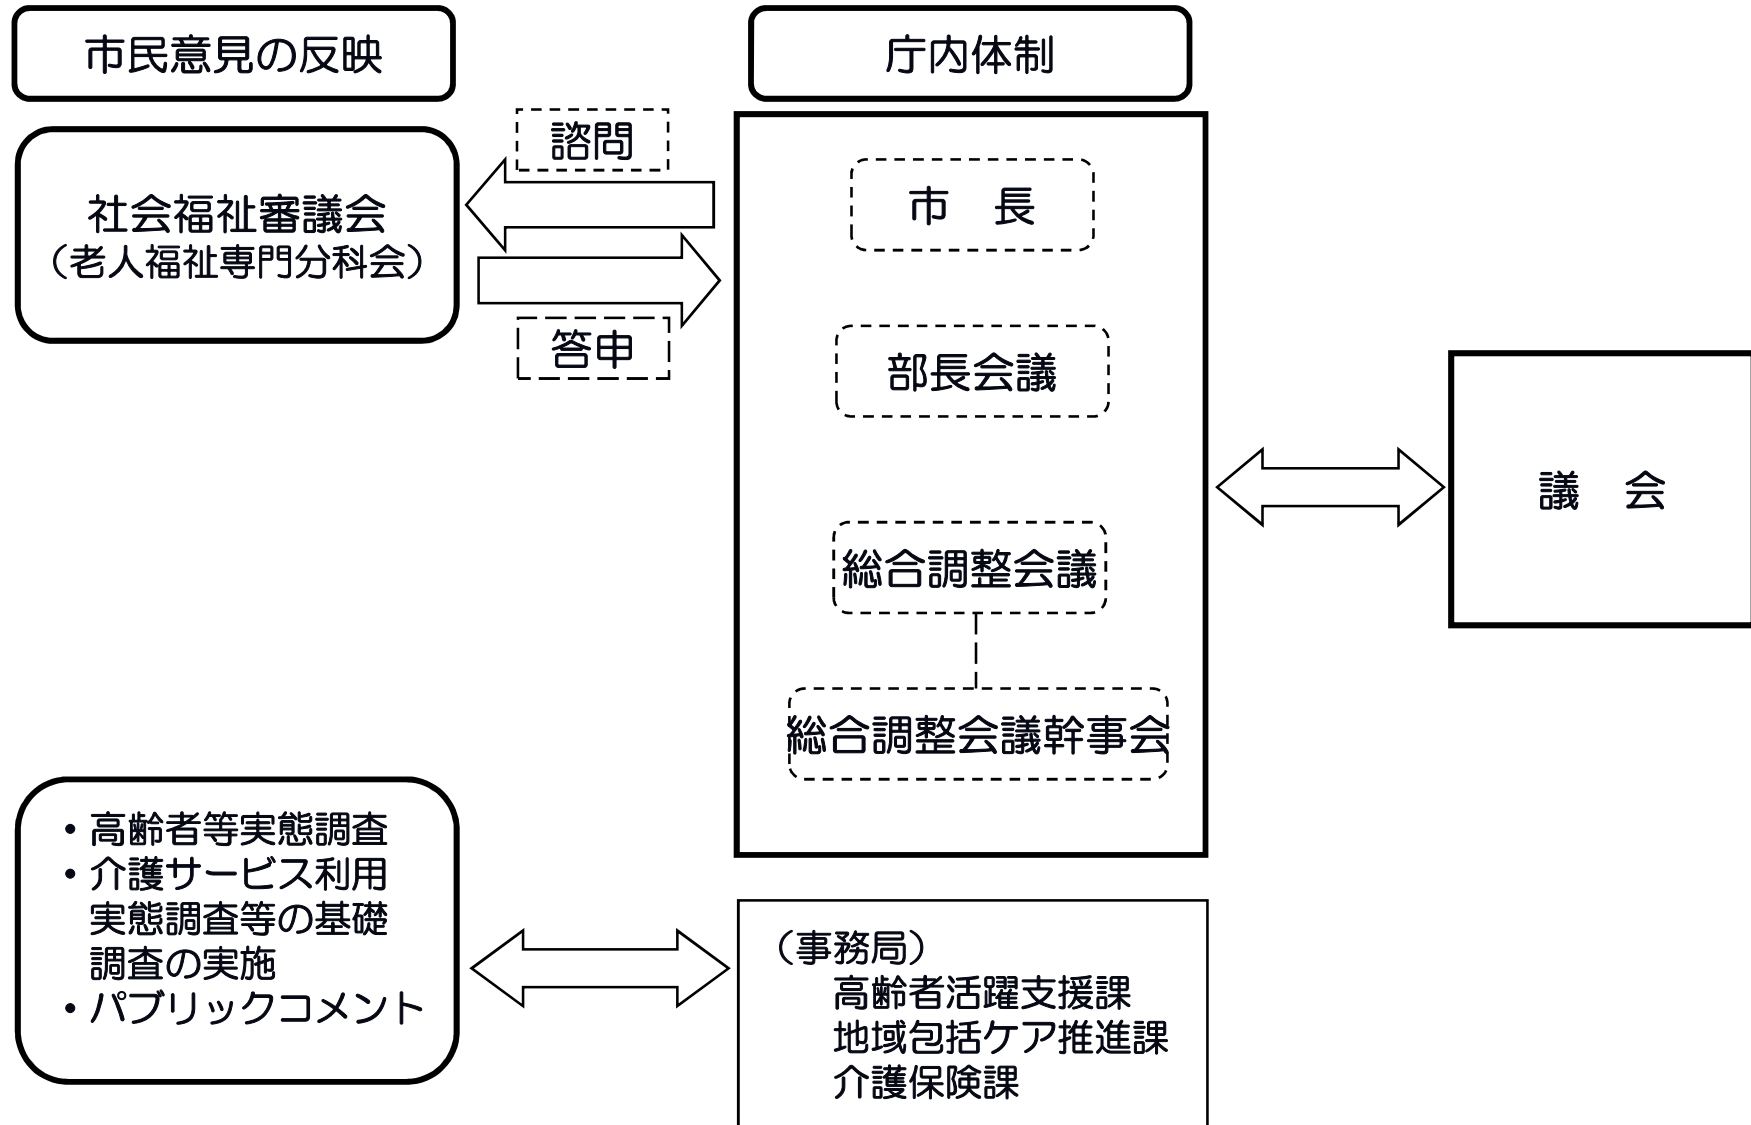 市民意見の反映
庁内体制
諮問
社会福祉審議会
（老人福祉専門分科会）
答申
市　長
部長会議
総合調整会議
総合調整会議幹事会
議　会
・高齢者等実態調査
・介護サービス利用
実態調査等の基礎
調査の実施
・パブリックコメント
（事務局）
高齢者活躍支援課
地域包括ケア推進課
介護保険課